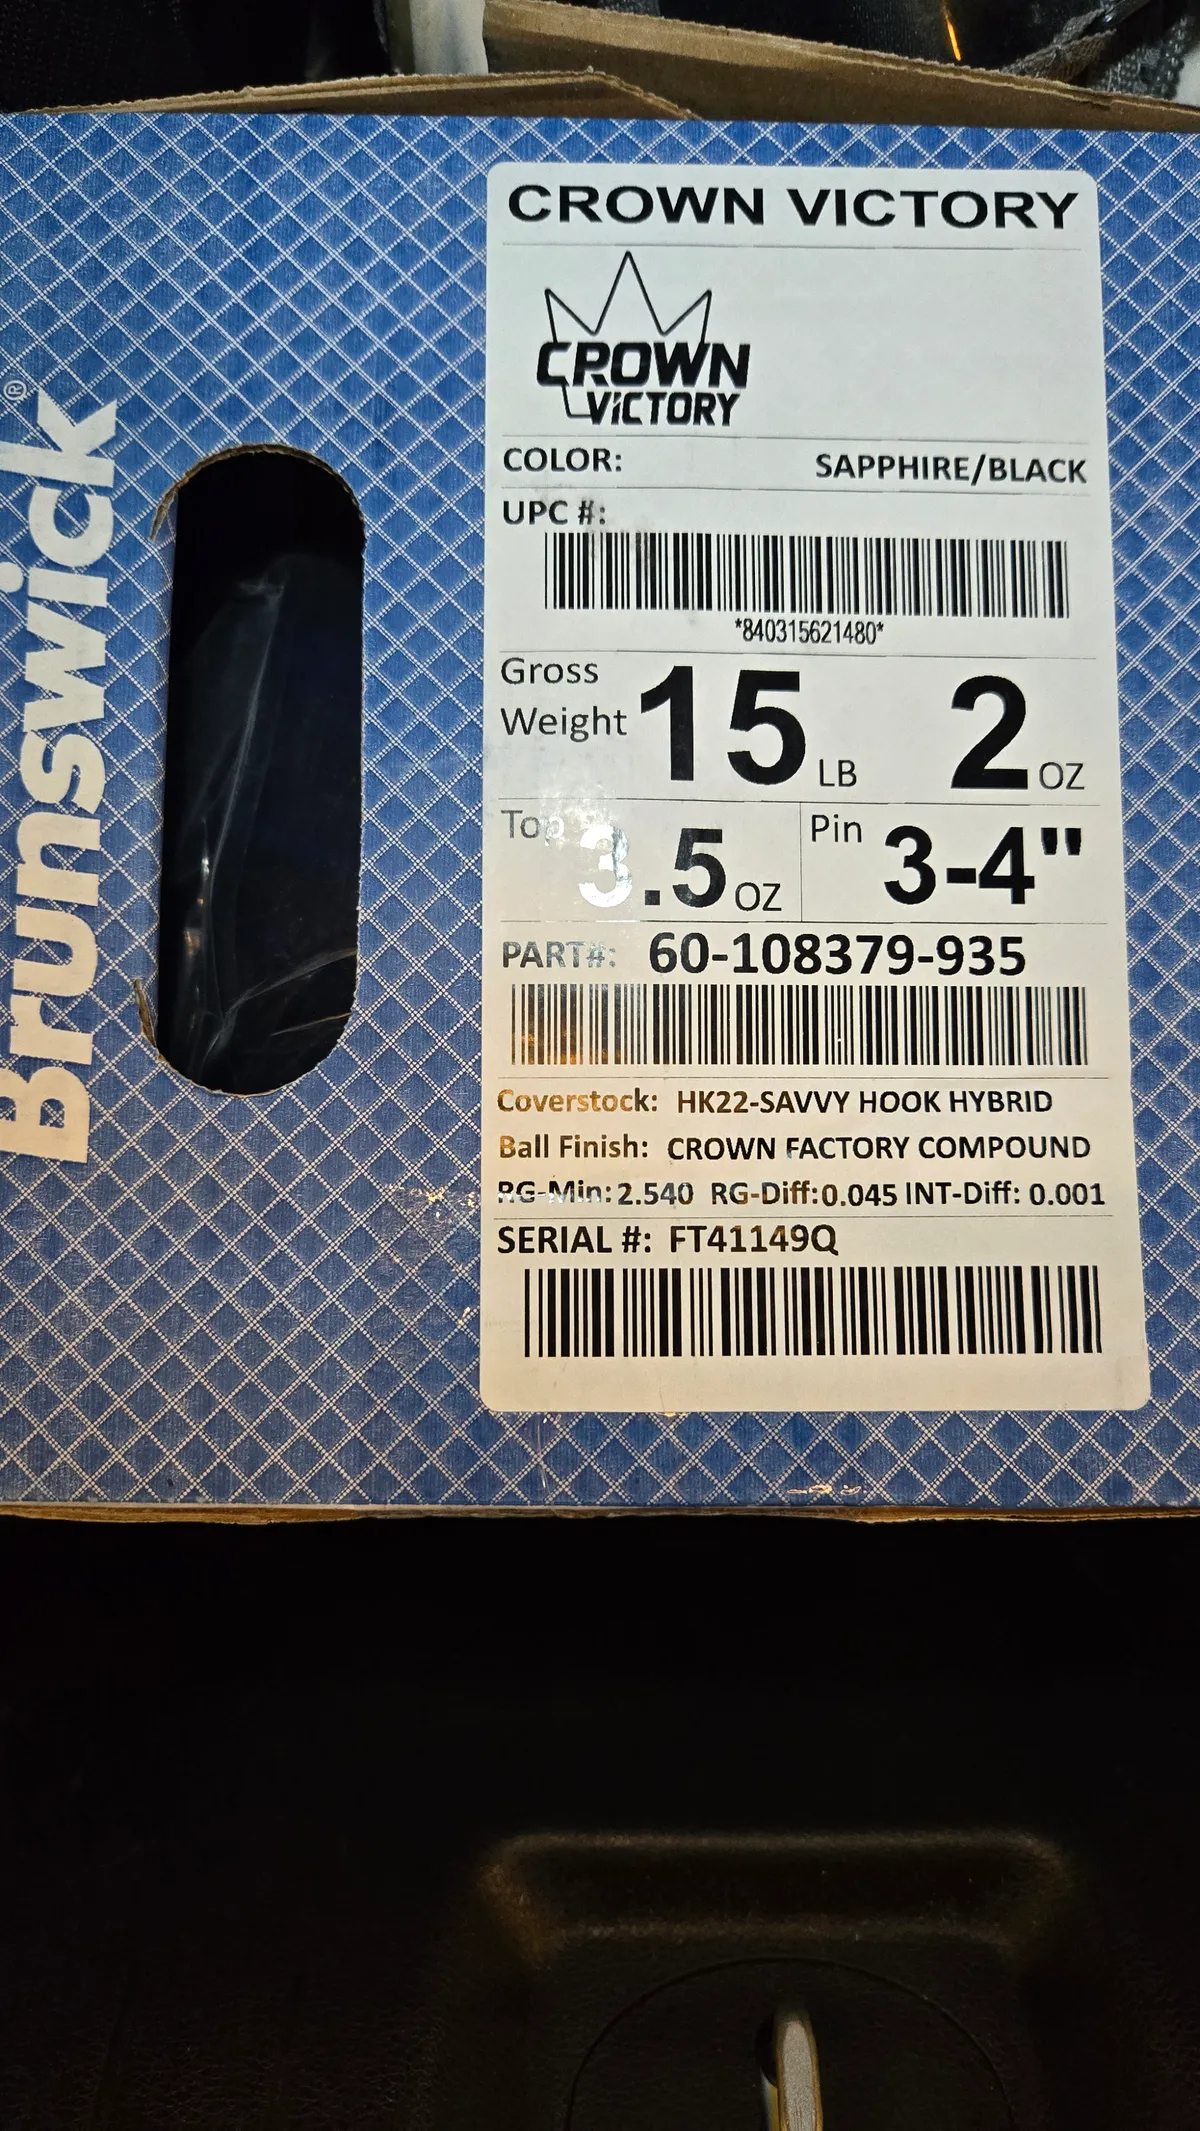 Brunswick®
CROWN VICTORY
CROWN
VICTORY
COLOR: SAPPHIRE/BLACK
UPC #:
*840315621480*
Gross
Weight 15 LB 2 OZ
Top 3.5 OZ Pin 3-4"
PART#: 60-108379-935
Coverstock: HK22-SAVVY HOOK HYBRID
Ball Finish: CROWN FACTORY COMPOUND
RG-Min: 2.540 RG-Diff:0.045 INT-Diff: 0.001
SERIAL #: FT41149Q